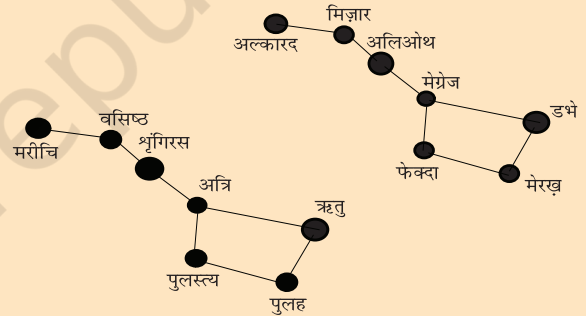 मिज़ार
अल्कारद
अलिओथ
मेग्रेज
डभे
फेक्दा
मेरख़
वसिष्ठ
मरीचि
शृंगिरस
अत्रि
ऋतु
पुलस्त्य
पुलह